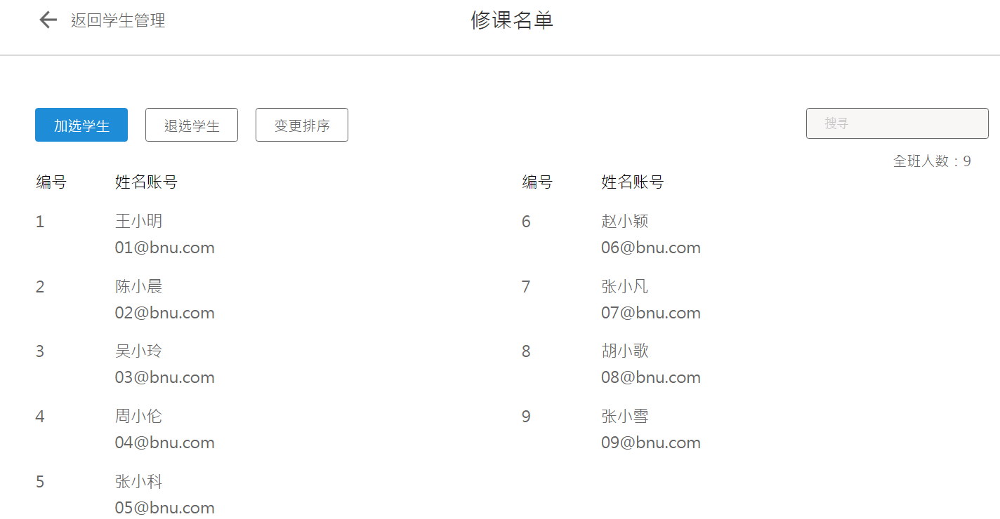 返回学生管理
修课名单
加选学生
退选学生
变更排序
搜寻
全班人数：9
编号 姓名账号
1 王小明
01@bnu.com
2 陈小晨
02@bnu.com
3 吴小玲
03@bnu.com
4 周小伦
04@bnu.com
5 张小科
05@bnu.com
编号 姓名账号
6 赵小颖
06@bnu.com
7 张小凡
07@bnu.com
8 胡小歌
08@bnu.com
9 张小雪
09@bnu.com